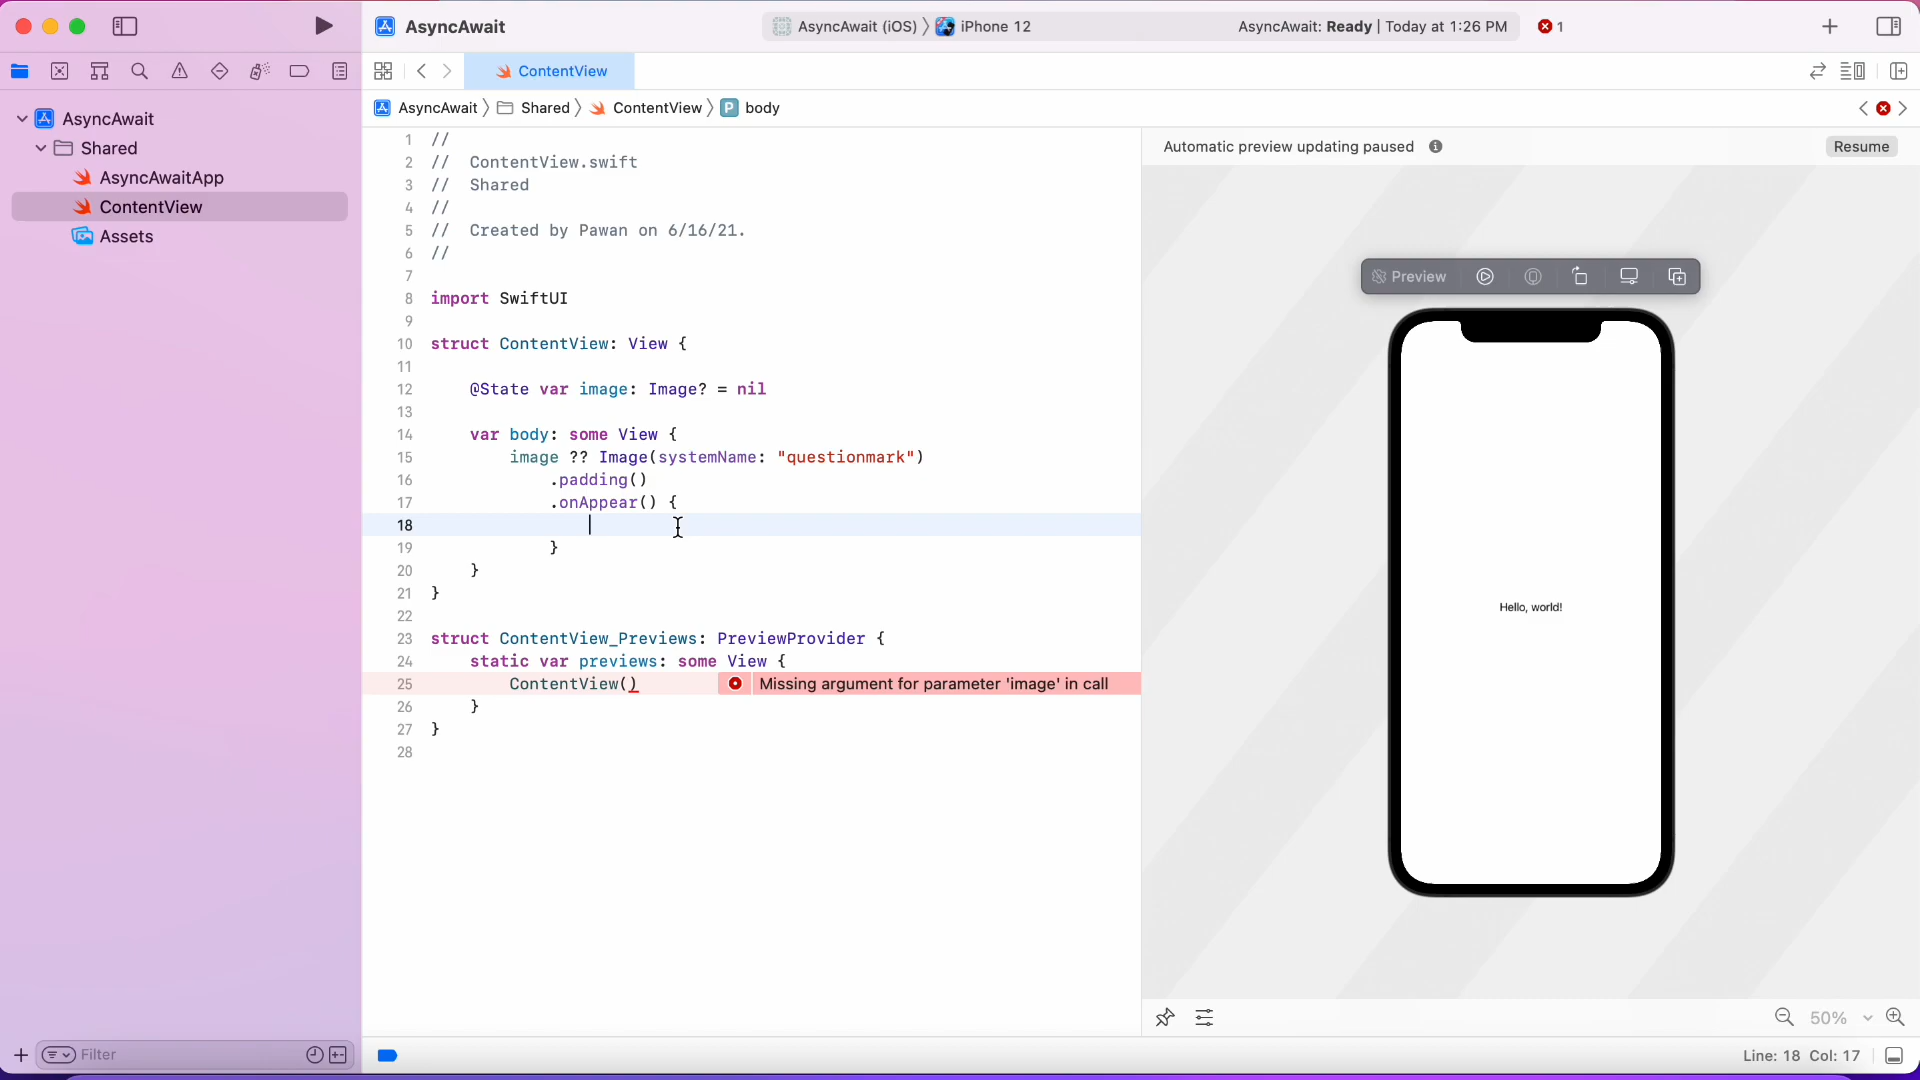 AsyncAwait
AsyncAwait (iOS) 〉 iPhone 12
AsyncAwait: Ready | Today at 1:26 PM
1
ContentView
AsyncAwait 〉 Shared 〉 ContentView 〉 P body
AsyncAwait
Shared
AsyncAwaitApp
ContentView
Assets
1 //
2 // ContentView.swift
3 // Shared
4 //
5 // Created by Pawan on 6/16/21.
6 //
7
8 import SwiftUI
9
10 struct ContentView: View {
11
12 @State var image: Image? = nil
13
14 var body: some View {
15 image ?? Image(systemName: "questionmark")
16 .padding()
17 .onAppear() {
18
19 }
20 }
21 }
22
23 struct ContentView_Previews: PreviewProvider {
24 static var previews: some View {
25 ContentView() Missing argument for parameter 'image' in call
26 }
27 }
28
Automatic preview updating paused
Resume
Preview
Hello, world!
50%
Filter
Line: 18 Col: 17